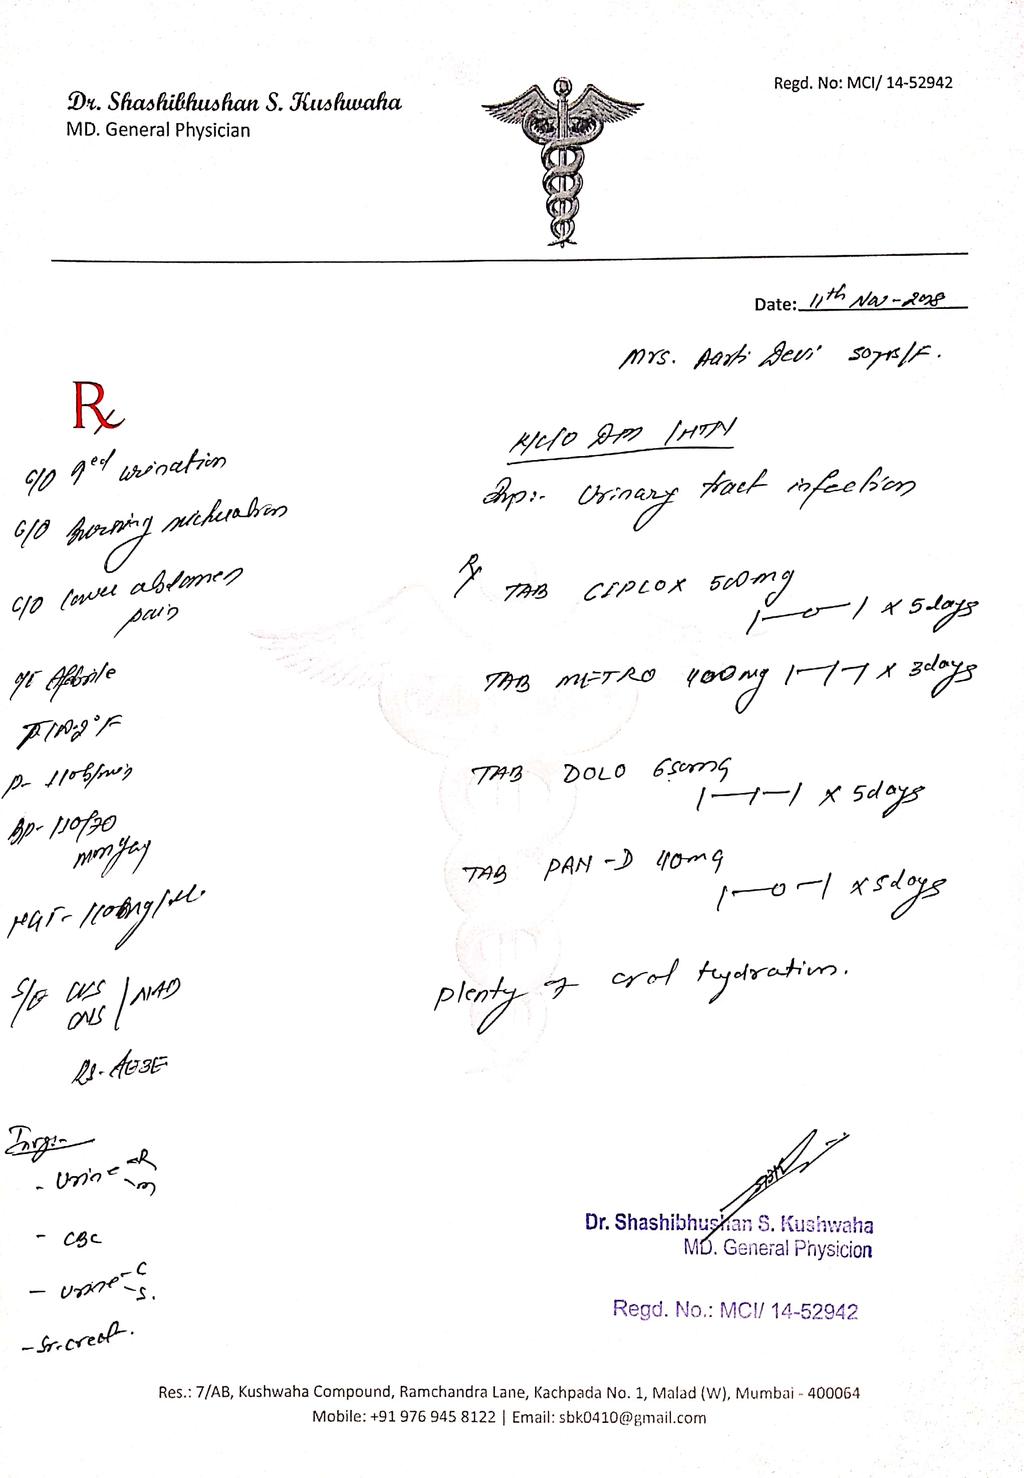 Dr. Shashibhushan S. Kushwaha
MD. General Physician
Regd. No: MCI/ 14-52942
Date: 11th Nov - 2018
Mrs. Aarti Devi 50yrs/F.
Rx
C/O ↑ed urination
C/O Burning micturation
C/O lower abdomen
pain
O/E Afebrile
T 100.2°F
P- 110b/min
BP- 110/70
mmHg
HGT- 110mg/dl.
S/E CVS
CNS / NAD
RS- AEBE
Invg:-
- Urine - R
- m
- CBC
- Urine - C
- S.
- Sr. creat.
K/C/O DM /HTN
Imp:- Urinary tract infection
Rx TAB CIPLOX 500mg
1—0—1 x 5days
TAB METRO 400mg 1—1—1 x 3days
TAB DOLO 650mg
1—1—1 x 5days
TAB PAN-D 40mg
1—0—1 x 5days
Plenty of oral hydration.
Dr. Shashibhushan S. Kushwaha
MD. General Physicion
Regd. No.: MCI/ 14-52942
Res.: 7/AB, Kushwaha Compound, Ramchandra Lane, Kachpada No. 1, Malad (W), Mumbai - 400064
Mobile: +91 976 945 8122 | Email: sbk0410@gmail.com